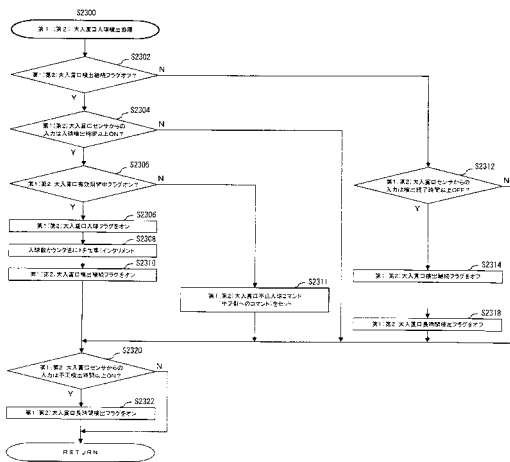 S2300
第1(第2)大入賞口入球検出処理
S2302
第1(第2)大入賞口検出継続フラグオフ?
N
Y
S2304
第1(第2)大入賞口センサからの
入力は入球検出時間以上ON?
N
Y
S2305
第1(第2)大入賞口有効期間中フラグオン?
N
Y
S2306
第1(第2)大入賞口入球フラグをオン
S2308
入球数カウンタ
インクリメント
S2310
第1(第2)大入賞口検出継続フラグをオン
S2311
第1(第2)大入賞口不正入球コマンド
(サブ側へのコマンド)をセット
S2312
第1(第2)大入賞口センサからの
入力は検出終了時間以上OFF?
N
Y
S2314
第1(第2)大入賞口検出継続フラグをオフ
S2318
第1(第2)大入賞口長時間検出フラグをオフ
S2320
第1(第2)大入賞口センサからの
入力は不正検出時間以上ON?
N
Y
S2322
第1(第2)大入賞口長時間検出フラグをオン
RETURN